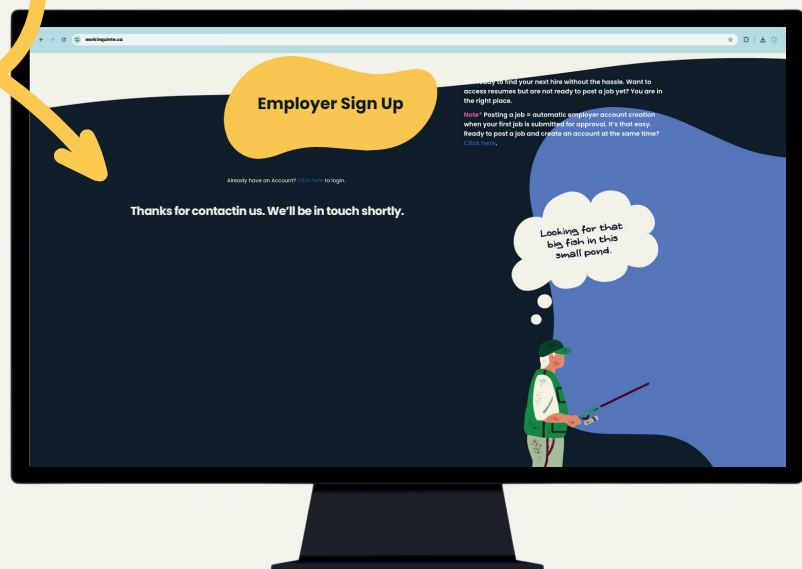 workinquinte.ca
Employer Sign Up
Already have an Account? Click here to login.
Thanks for contactin us. We'll be in touch shortly.
to find your next hire without the hassle. Want to
access resumes but are not ready to post a job yet? You are in
the right place.
Note* Posting a job = automatic employer account creation
when your first job is submitted for approval. It's that easy.
Ready to post a job and create an account at the same time?
Click here.
Looking for that
big fish in this
small pond.